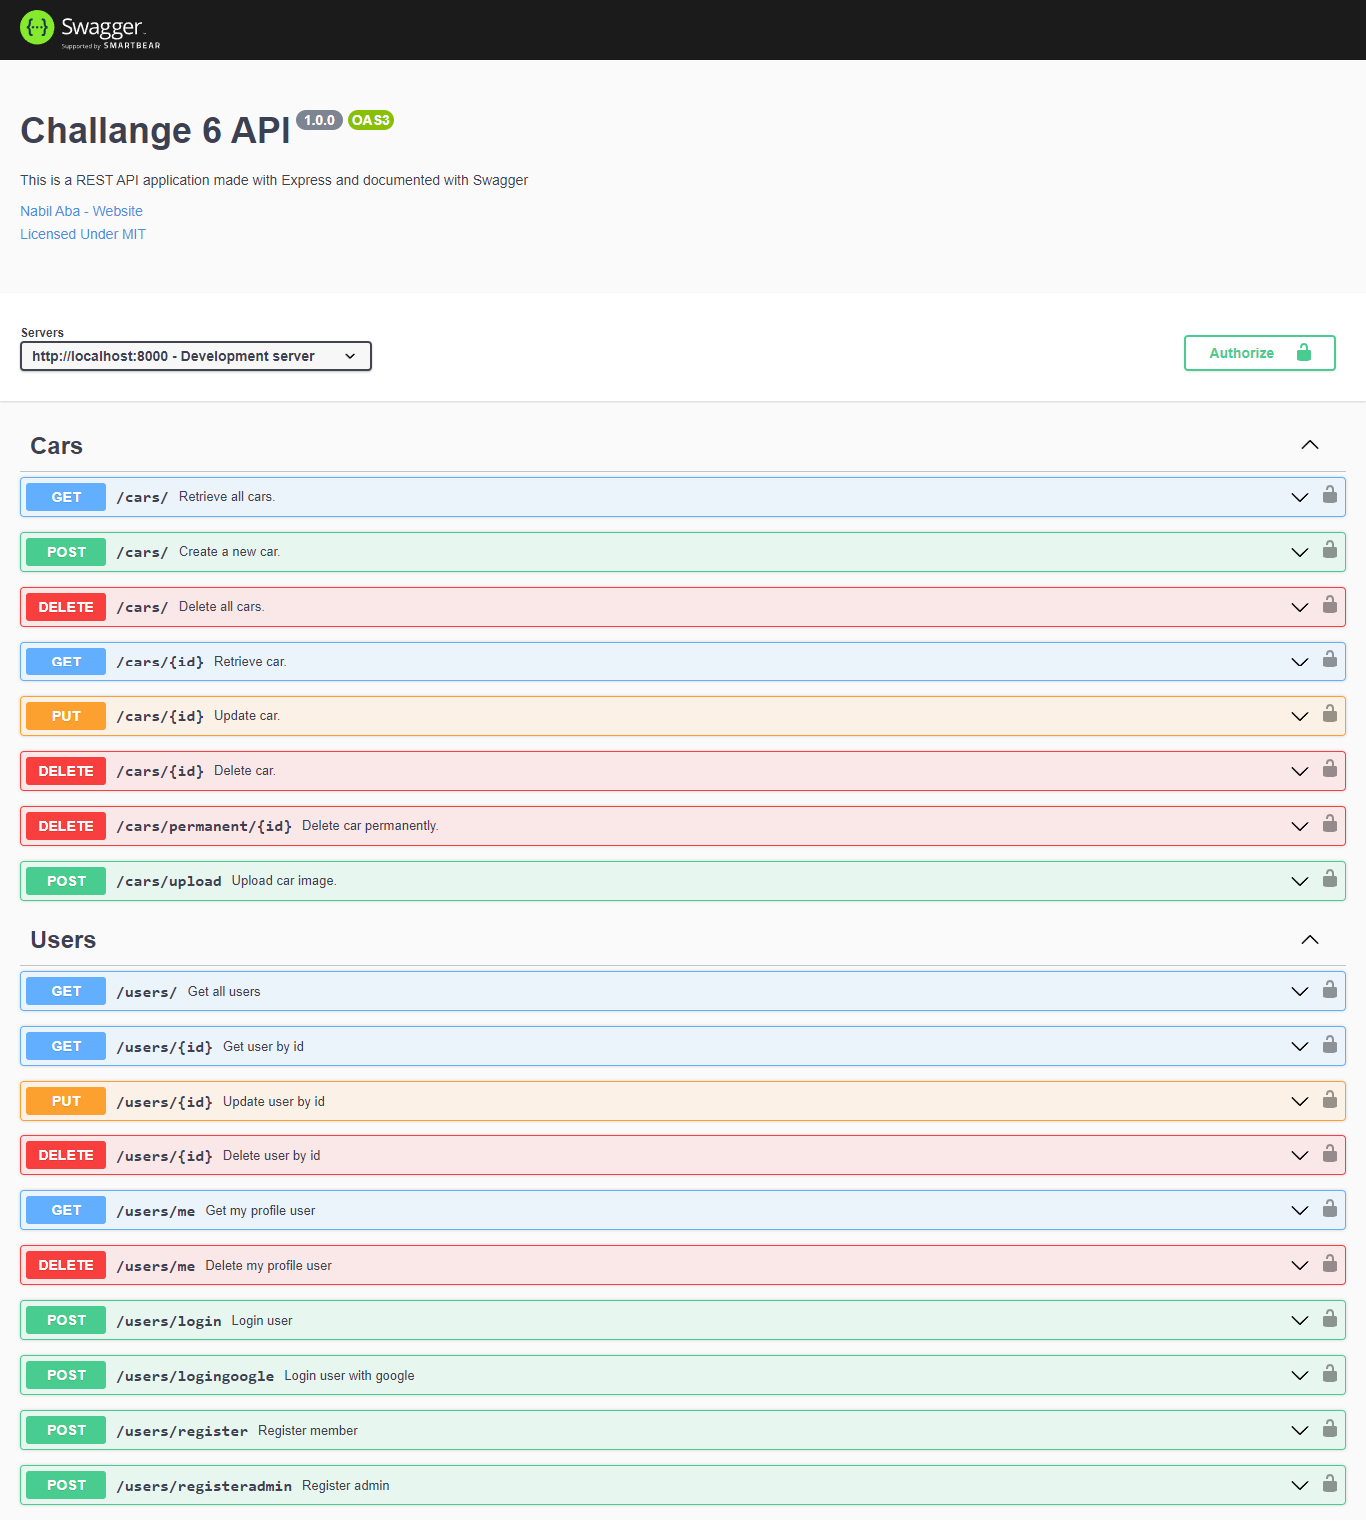 Swagger
Supported by SMARTBEAR
Challange 6 API 1.0.0 OAS3
This is a REST API application made with Express and documented with Swagger
Nabil Aba - Website
Licensed Under MIT
Servers
http://localhost:8000 - Development server
Authorize
Cars
GET /cars/ Retrieve all cars.
POST /cars/ Create a new car.
DELETE /cars/ Delete all cars.
GET /cars/{id} Retrieve car.
PUT /cars/{id} Update car.
DELETE /cars/{id} Delete car.
DELETE /cars/permanent/{id} Delete car permanently.
POST /cars/upload Upload car image.
Users
GET /users/ Get all users
GET /users/{id} Get user by id
PUT /users/{id} Update user by id
DELETE /users/{id} Delete user by id
GET /users/me Get my profile user
DELETE /users/me Delete my profile user
POST /users/login Login user
POST /users/logingoogle Login user with google
POST /users/register Register member
POST /users/registeradmin Register admin